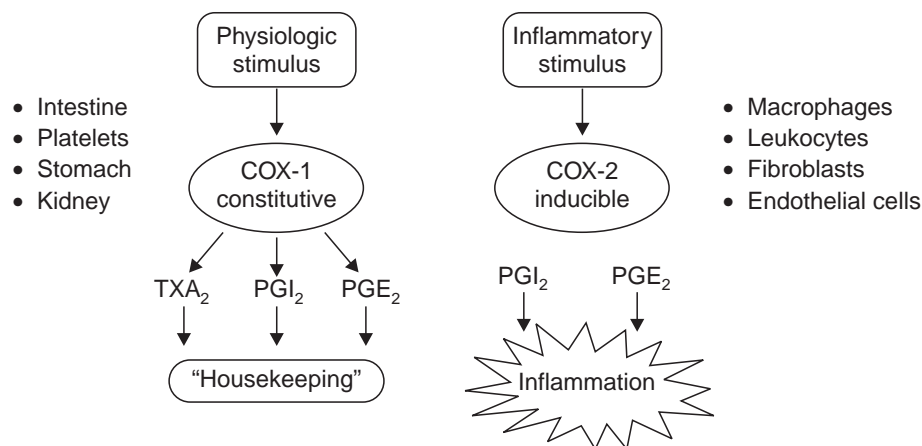 Physiologic
stimulus
Inflammatory
stimulus
• Intestine
• Platelets
• Stomach
• Kidney
COX-1
constitutive
COX-2
inducible
• Macrophages
• Leukocytes
• Fibroblasts
• Endothelial cells
TXA₂ PGI₂ PGE₂
PGI₂ PGE₂
“Housekeeping”
Inflammation